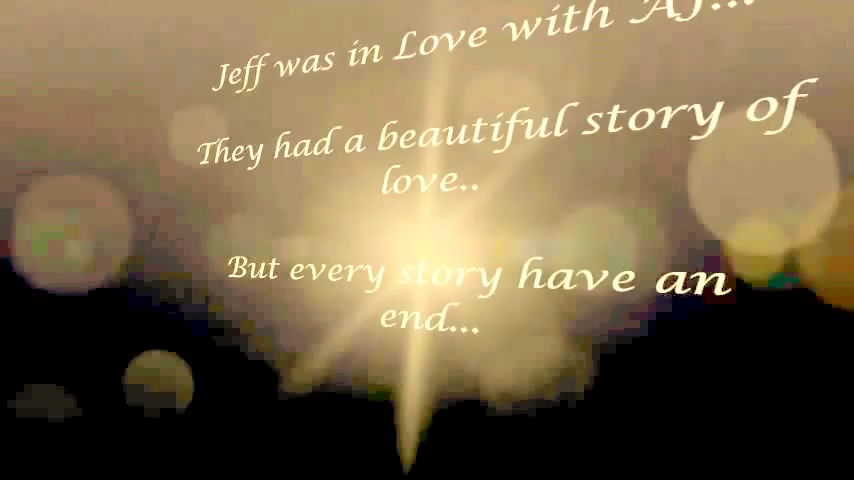 Jeff was in Love with AJ...
They had a beautiful story of
love..
But every story have an
end...